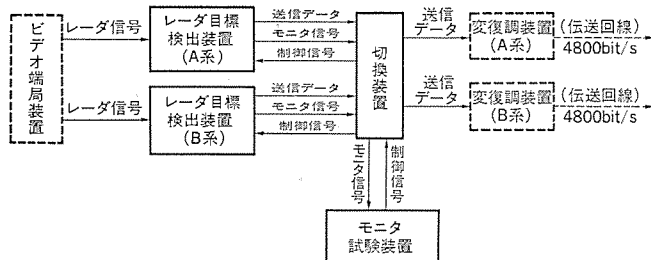 ビデオ端局装置
レーダ信号
レーダ目標
検出装置
(A系)
送信データ
モニタ信号
制御信号
レーダ信号
レーダ目標
検出装置
(B系)
送信データ
モニタ信号
制御信号
切換装置
送信
データ
変復調装置
(A系)
(伝送回線)
4800bit/s
送信
データ
変復調装置
(B系)
(伝送回線)
4800bit/s
モニタ信号
制御信号
モニタ
試験装置